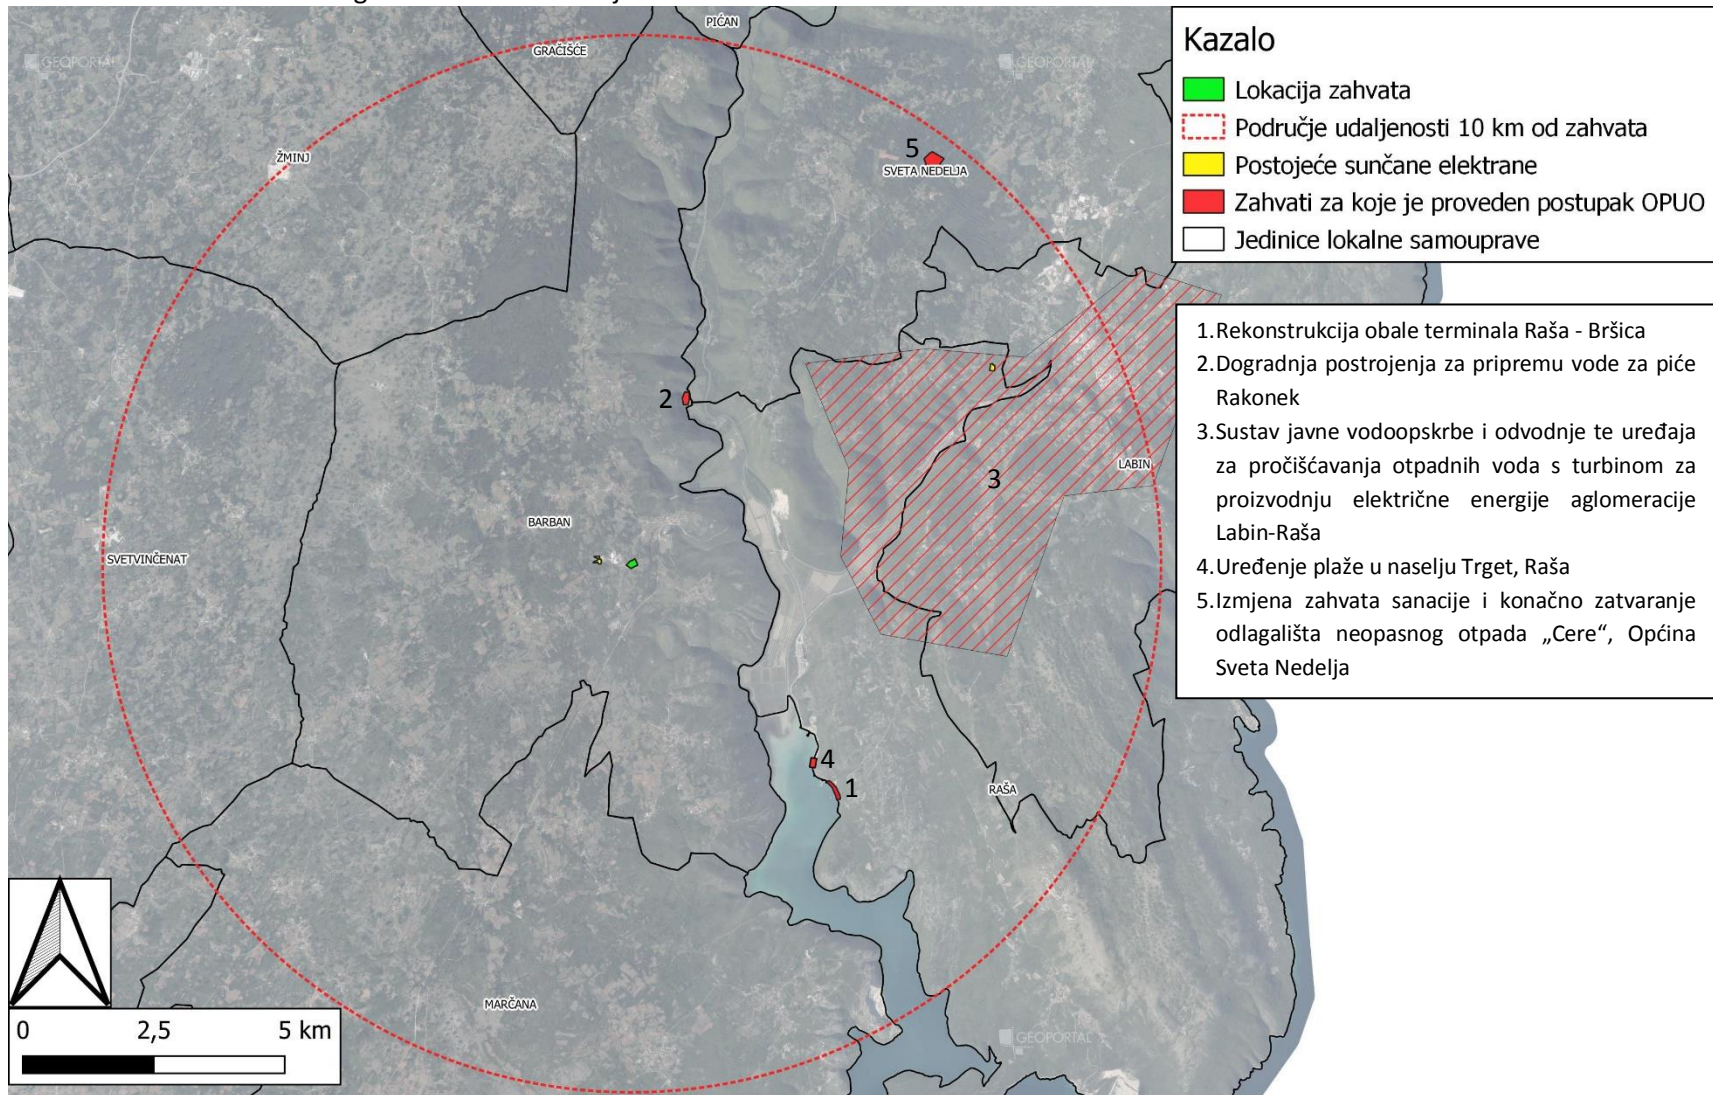 PIĆAN
GRAČIŠĆE
GEOPORTAL
GEOPORTAL
ŽMINJ
5
SVETA NEDELJA
2
LABIN
3
BARBAN
SVETVINČENAT
4
1
RAŠA
MARČANA
GEOPORTAL
0 2,5 5 km
Kazalo
Lokacija zahvata
Područje udaljenosti 10 km od zahvata
Postojeće sunčane elektrane
Zahvati za koje je proveden postupak OPUO
Jedinice lokalne samouprave
1.Rekonstrukcija obale terminala Raša - Bršica
2.Dogradnja postrojenja za pripremu vode za piće
Rakonek
3.Sustav javne vodoopskrbe i odvodnje te uređaja
za pročišćavanja otpadnih voda s turbinom za
proizvodnju električne energije aglomeracije
Labin-Raša
4.Uređenje plaže u naselju Trget, Raša
5.Izmjena zahvata sanacije i konačno zatvaranje
odlagališta neopasnog otpada „Cere“, Općina
Sveta Nedelja